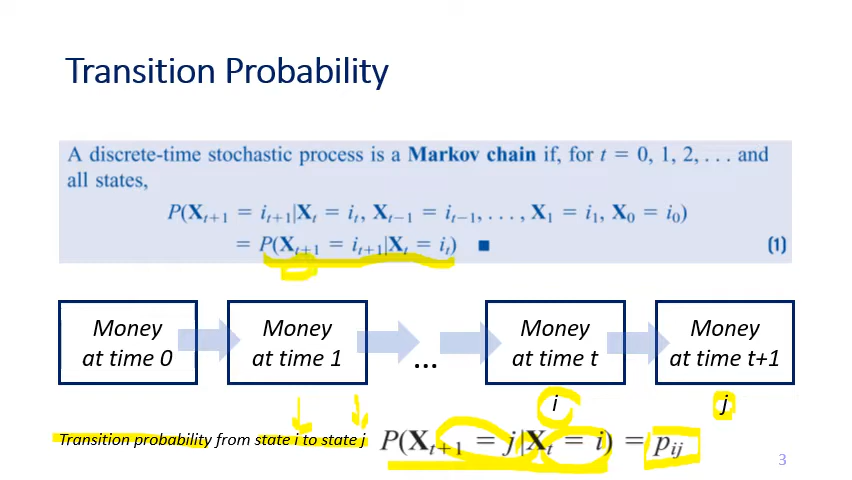 Transition Probability
A discrete-time stochastic process is a Markov chain if, for t = 0, 1, 2, . . . and
all states,
P(Xₜ₊₁ = iₜ₊₁|Xₜ = iₜ, Xₜ₋₁ = iₜ₋₁, . . . , X₁ = i₁, X₀ = i₀)
= P(Xₜ₊₁ = iₜ₊₁|Xₜ = iₜ) ■ (1)
Money
at time 0
Money
at time 1
...
Money
at time t
Money
at time t+1
i
j
Transition probability from state i to state j
P(Xₜ₊₁ = j|Xₜ = i) = pᵢⱼ
3